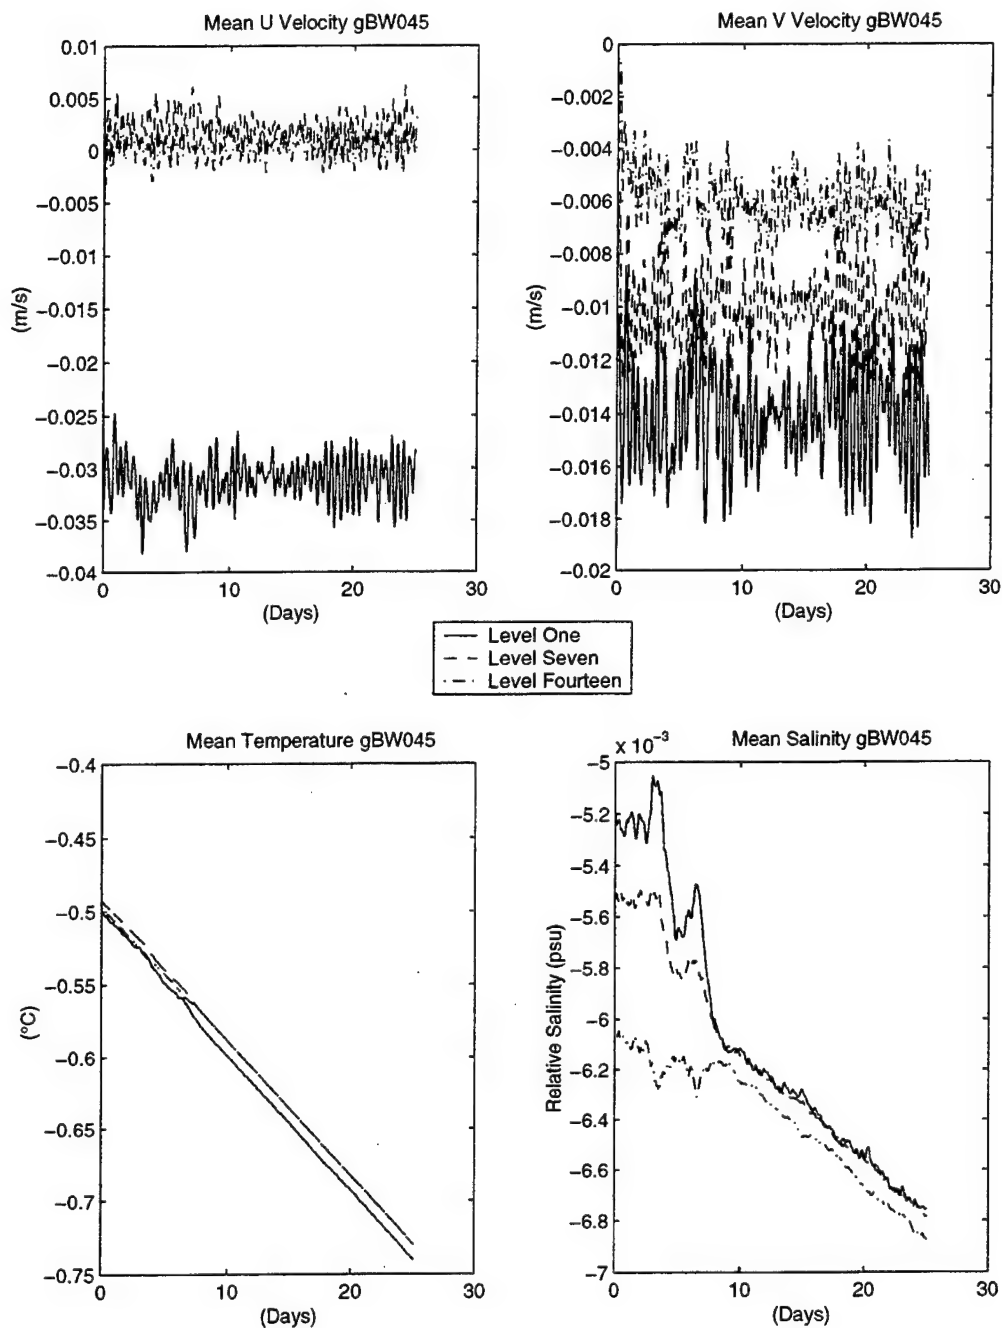 Mean U Velocity gBW045
0.01
0.005
0
−0.005
−0.01
−0.015
−0.02
−0.025
−0.03
−0.035
−0.04
(m/s)
0 10 20 30
(Days)
Mean V Velocity gBW045
0
−0.002
−0.004
−0.006
−0.008
−0.01
−0.012
−0.014
−0.016
−0.018
−0.02
(m/s)
0 10 20 30
(Days)
Level One
Level Seven
Level Fourteen
Mean Temperature gBW045
−0.4
−0.45
−0.5
−0.55
−0.6
−0.65
−0.7
−0.75
(°C)
0 10 20 30
(Days)
x 10⁻³ Mean Salinity gBW045
−5
−5.2
−5.4
−5.6
−5.8
−6
−6.2
−6.4
−6.6
−6.8
−7
Relative Salinity (psu)
0 10 20 30
(Days)